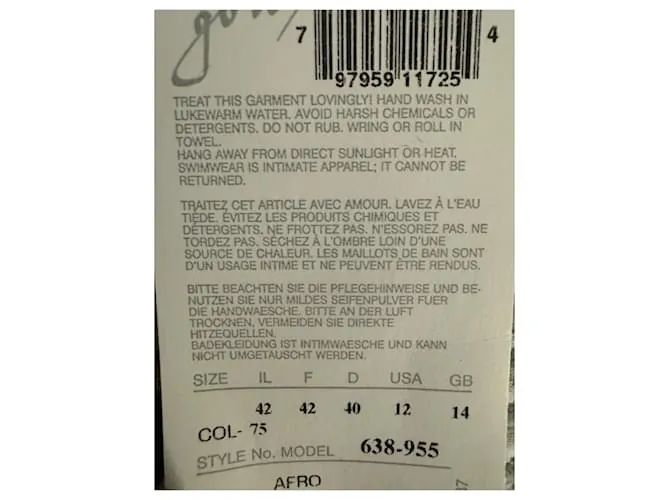 7 97959 11725 4
TREAT THIS GARMENT LOVINGLY! HAND WASH IN
LUKEWARM WATER. AVOID HARSH CHEMICALS OR
DETERGENTS. DO NOT RUB. WRING OR ROLL IN
TOWEL.
HANG AWAY FROM DIRECT SUNLIGHT OR HEAT.
SWIMWEAR IS INTIMATE APPAREL; IT CANNOT BE
RETURNED.
TRAITEZ CET ARTICLE AVEC AMOUR. LAVEZ À L'EAU
TIÈDE. ÉVITEZ LES PRODUITS CHIMIQUES ET
DÉTERGENTS. NE FROTTEZ PAS. N'ESSOREZ PAS. NE
TORDEZ PAS. SÉCHEZ À L'OMBRE LOIN D'UNE
SOURCE DE CHALEUR. LES MAILLOTS DE BAIN SONT
D'UN USAGE INTIME ET NE PEUVENT ÊTRE RENDUS.
BITTE BEACHTEN SIE DIE PFLEGEHINWEISE UND BE-
NUTZEN SIE NUR MILDES SEIFENPULVER FUER
DIE HANDWAESCHE. BITTE AN DER LUFT
TROCKNEN, VERMEIDEN SIE DIREKTE
HITZEQUELLEN.
BADEKLEIDUNG IST INTIMWAESCHE UND KANN
NICHT UMGETAUSCHT WERDEN.
SIZE IL F D USA GB
42 42 40 12 14
COL- 75
STYLE No. MODEL 638-955
AFRO